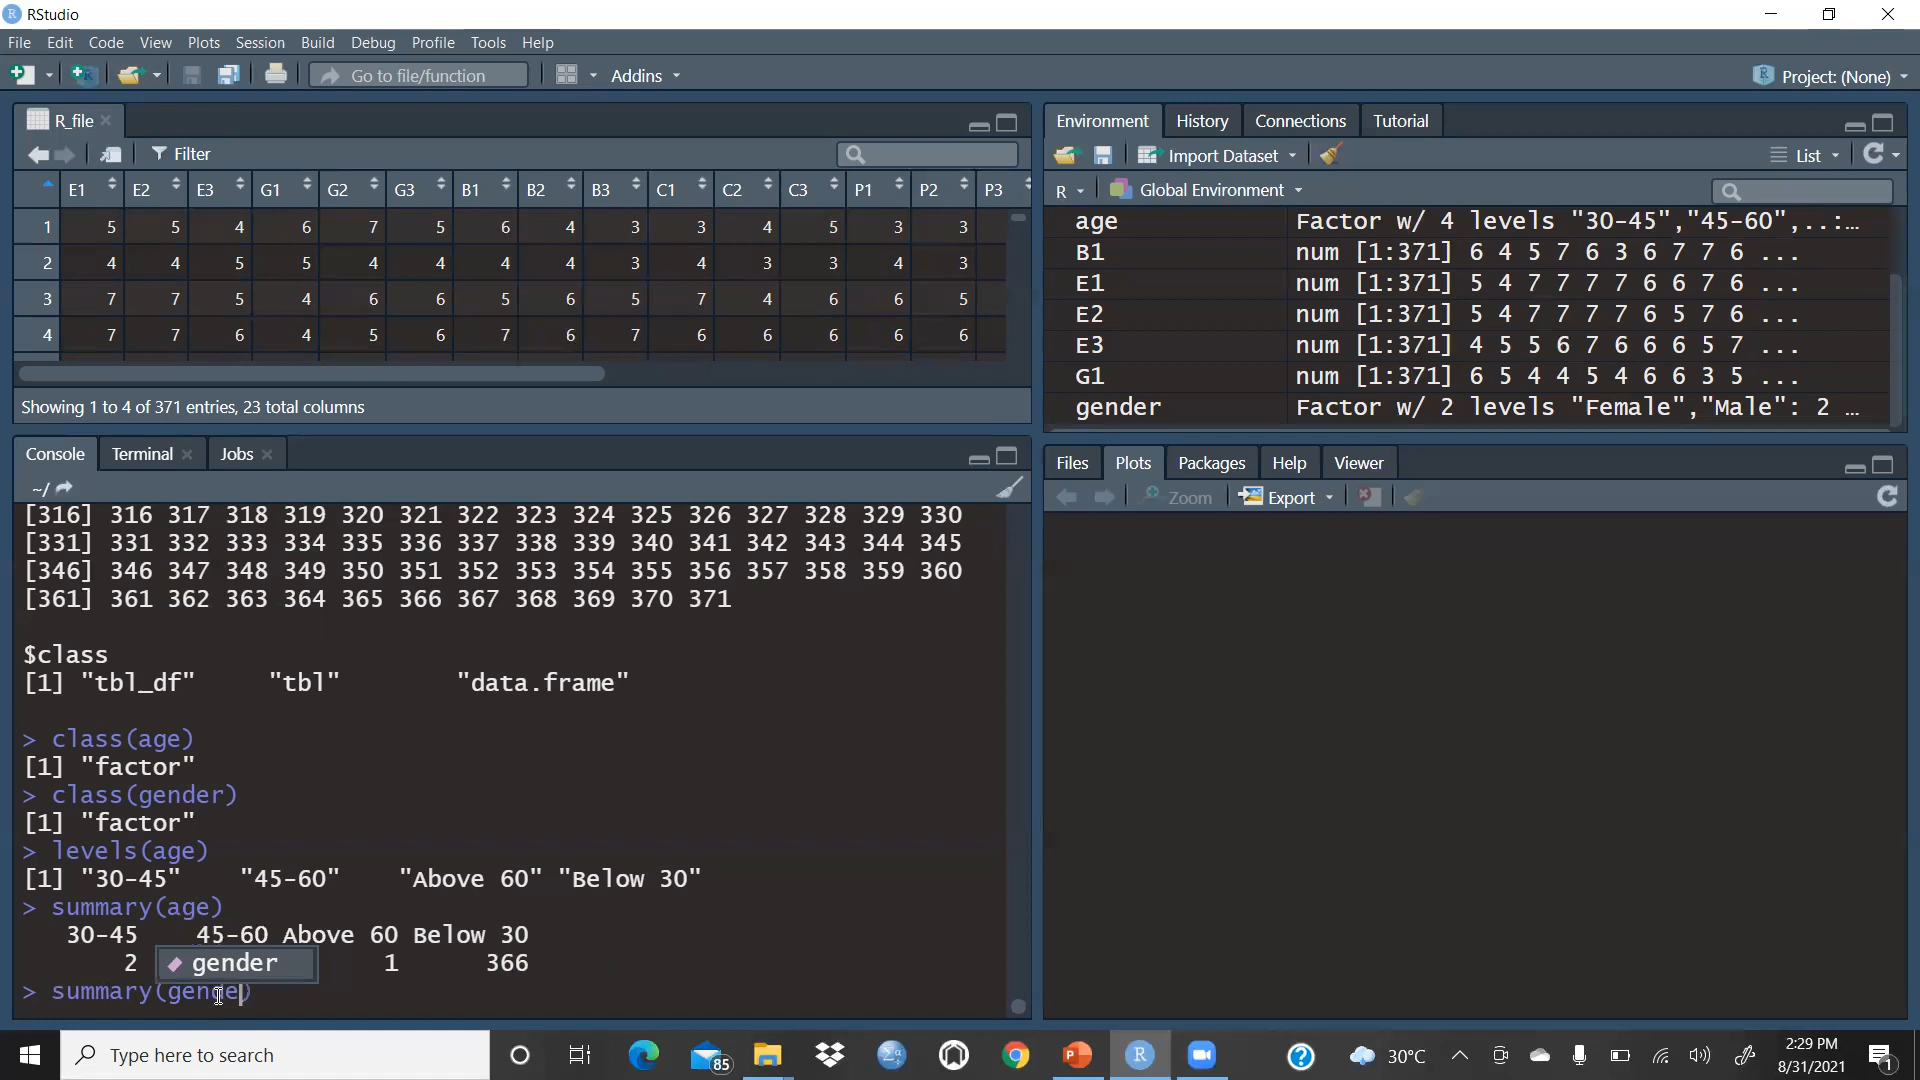 RStudio
File Edit Code View Plots Session Build Debug Profile Tools Help
Go to file/function Addins Project: (None)
R_file
Filter
E1 E2 E3 G1 G2 G3 B1 B2 B3 C1 C2 C3 P1 P2 P3
1 5 5 4 6 7 5 6 4 3 3 4 5 3 3
2 4 4 5 5 4 4 4 4 3 4 3 3 4 3
3 7 7 5 4 6 6 5 6 5 7 4 6 6 5
4 7 7 6 4 5 6 7 6 7 6 6 6 6 6
Showing 1 to 4 of 371 entries, 23 total columns
Console Terminal Jobs
~/
[316] 316 317 318 319 320 321 322 323 324 325 326 327 328 329 330
[331] 331 332 333 334 335 336 337 338 339 340 341 342 343 344 345
[346] 346 347 348 349 350 351 352 353 354 355 356 357 358 359 360
[361] 361 362 363 364 365 366 367 368 369 370 371
$class
[1] "tbl_df" "tbl" "data.frame"
> class(age)
[1] "factor"
> class(gender)
[1] "factor"
> levels(age)
[1] "30-45" "45-60" "Above 60" "Below 30"
> summary(age)
30-45 45-60 Above 60 Below 30
2 1 366
gender
> summary(gende)
Environment History Connections Tutorial
Import Dataset List
R Global Environment
age Factor w/ 4 levels "30-45","45-60",..:…
B1 num [1:371] 6 4 5 7 6 3 6 7 7 6 ...
E1 num [1:371] 5 4 7 7 7 7 6 6 7 6 ...
E2 num [1:371] 5 4 7 7 7 7 6 5 7 6 ...
E3 num [1:371] 4 5 5 6 7 6 6 6 5 7 ...
G1 num [1:371] 6 5 4 4 5 4 6 6 3 5 ...
gender Factor w/ 2 levels "Female","Male": 2 …
Files Plots Packages Help Viewer
Zoom Export
Type here to search
85
30°C
2:29 PM
8/31/2021
1